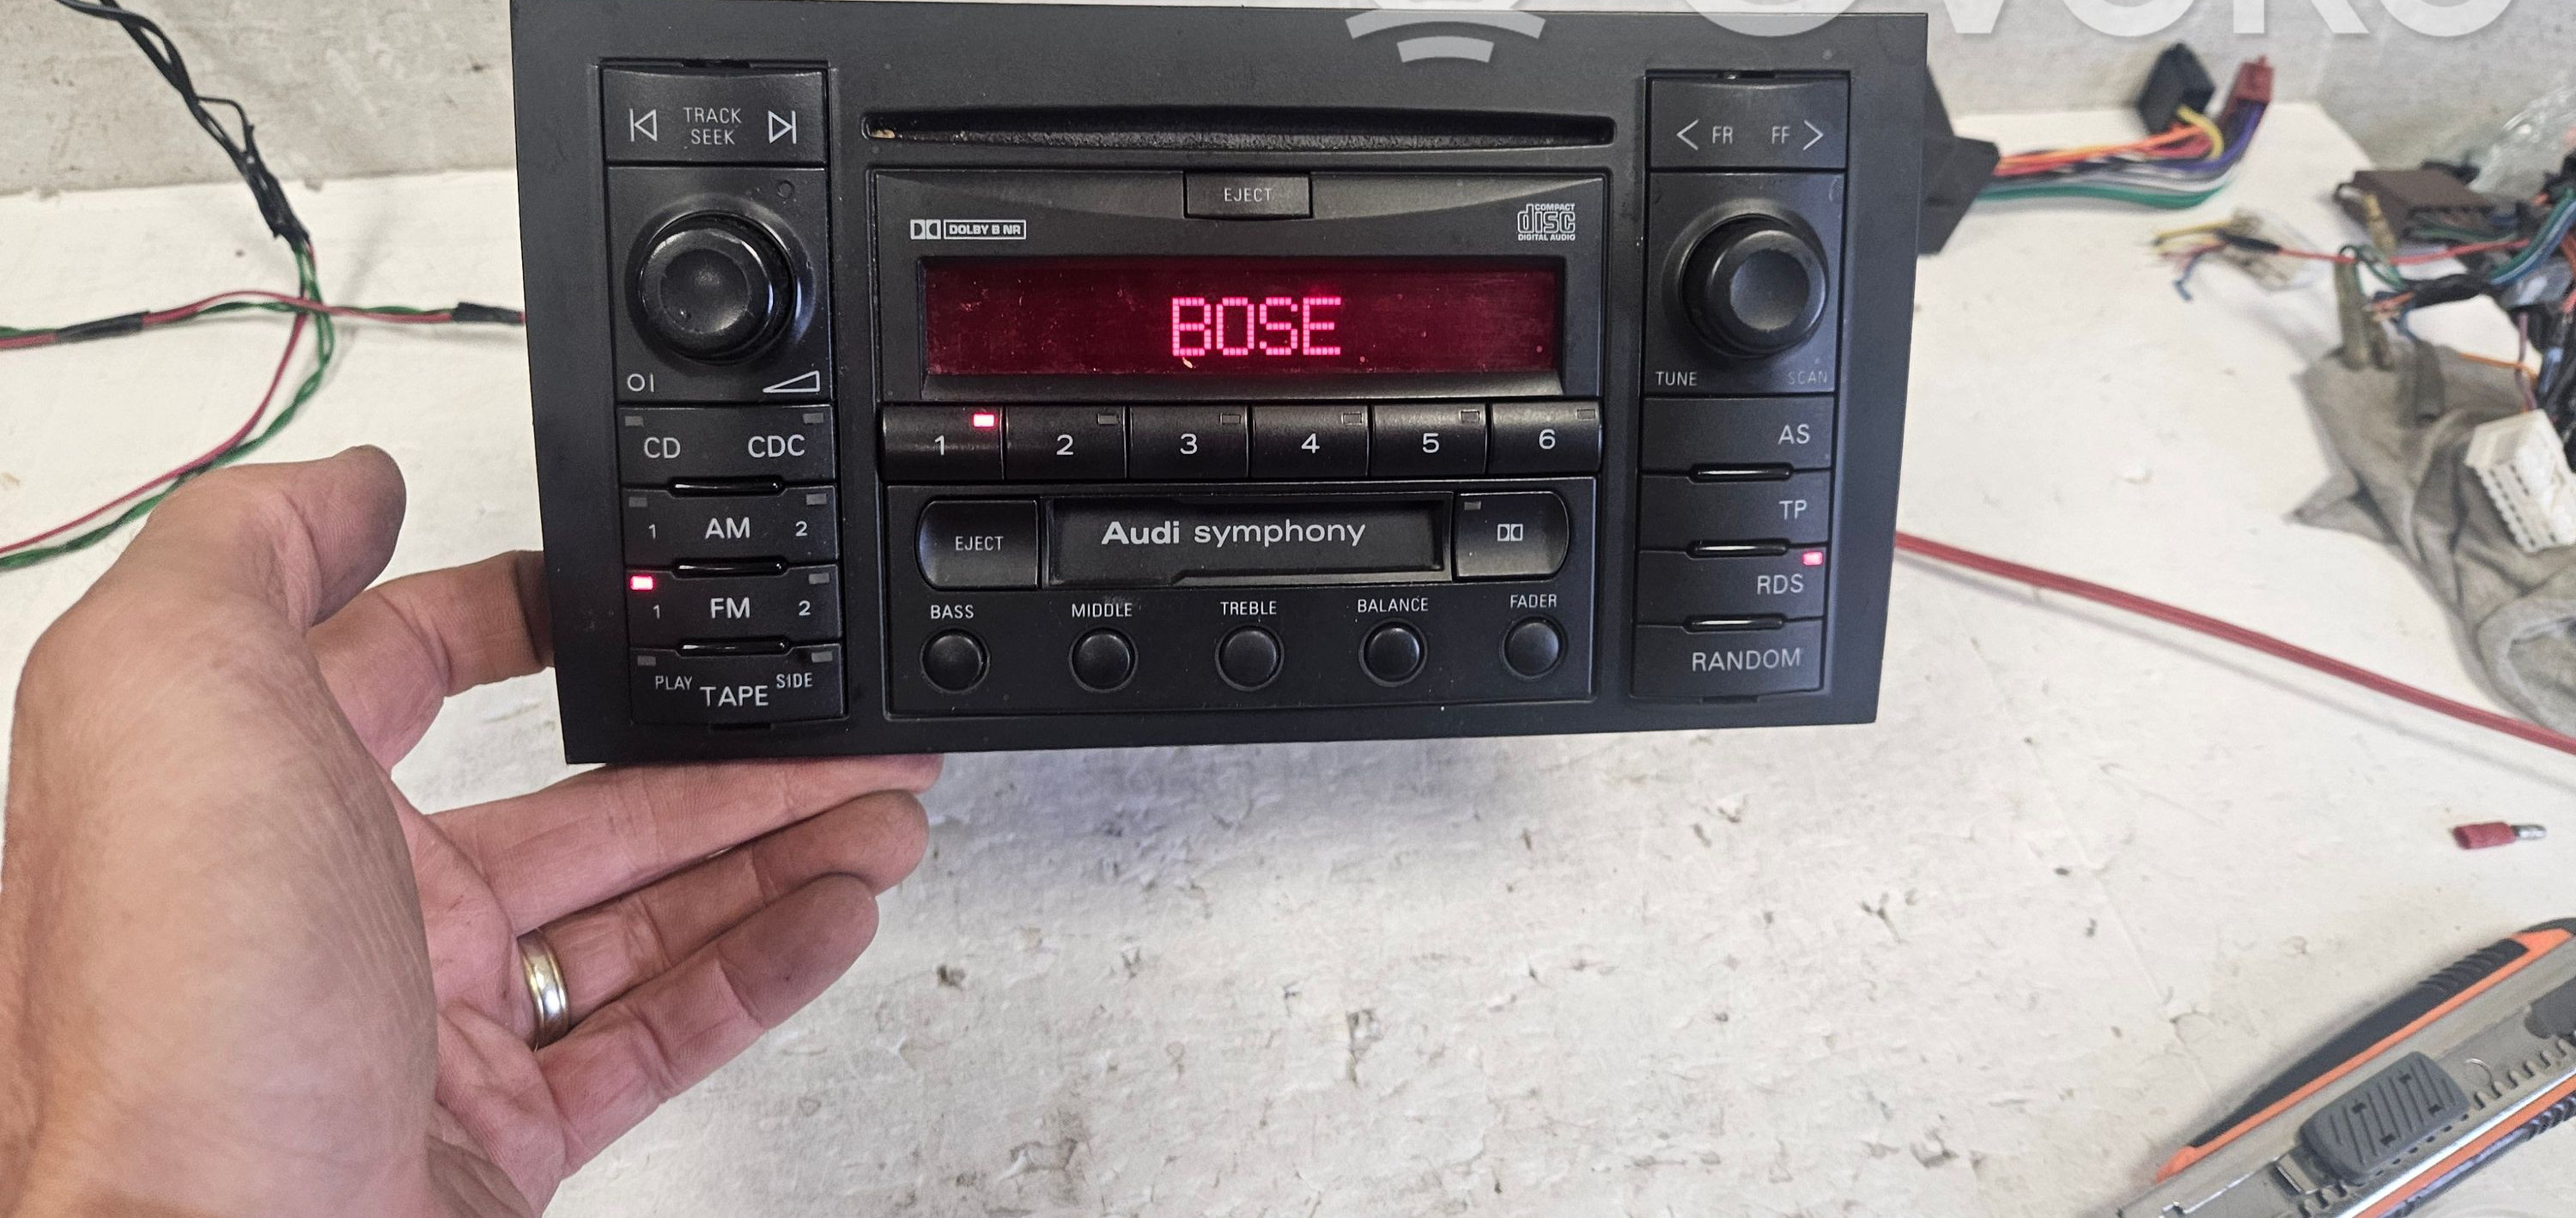 TRACK
SEEK
FR FF
EJECT
DOLBY B NR
COMPACT
disc
DIGITAL AUDIO
BOSE
OI
TUNE SCAN
CD CDC
1 2 3 4 5 6
AS
1 AM 2
TP
EJECT
Audi symphony
1 FM 2
RDS
BASS MIDDLE TREBLE BALANCE FADER
PLAY TAPE SIDE
RANDOM